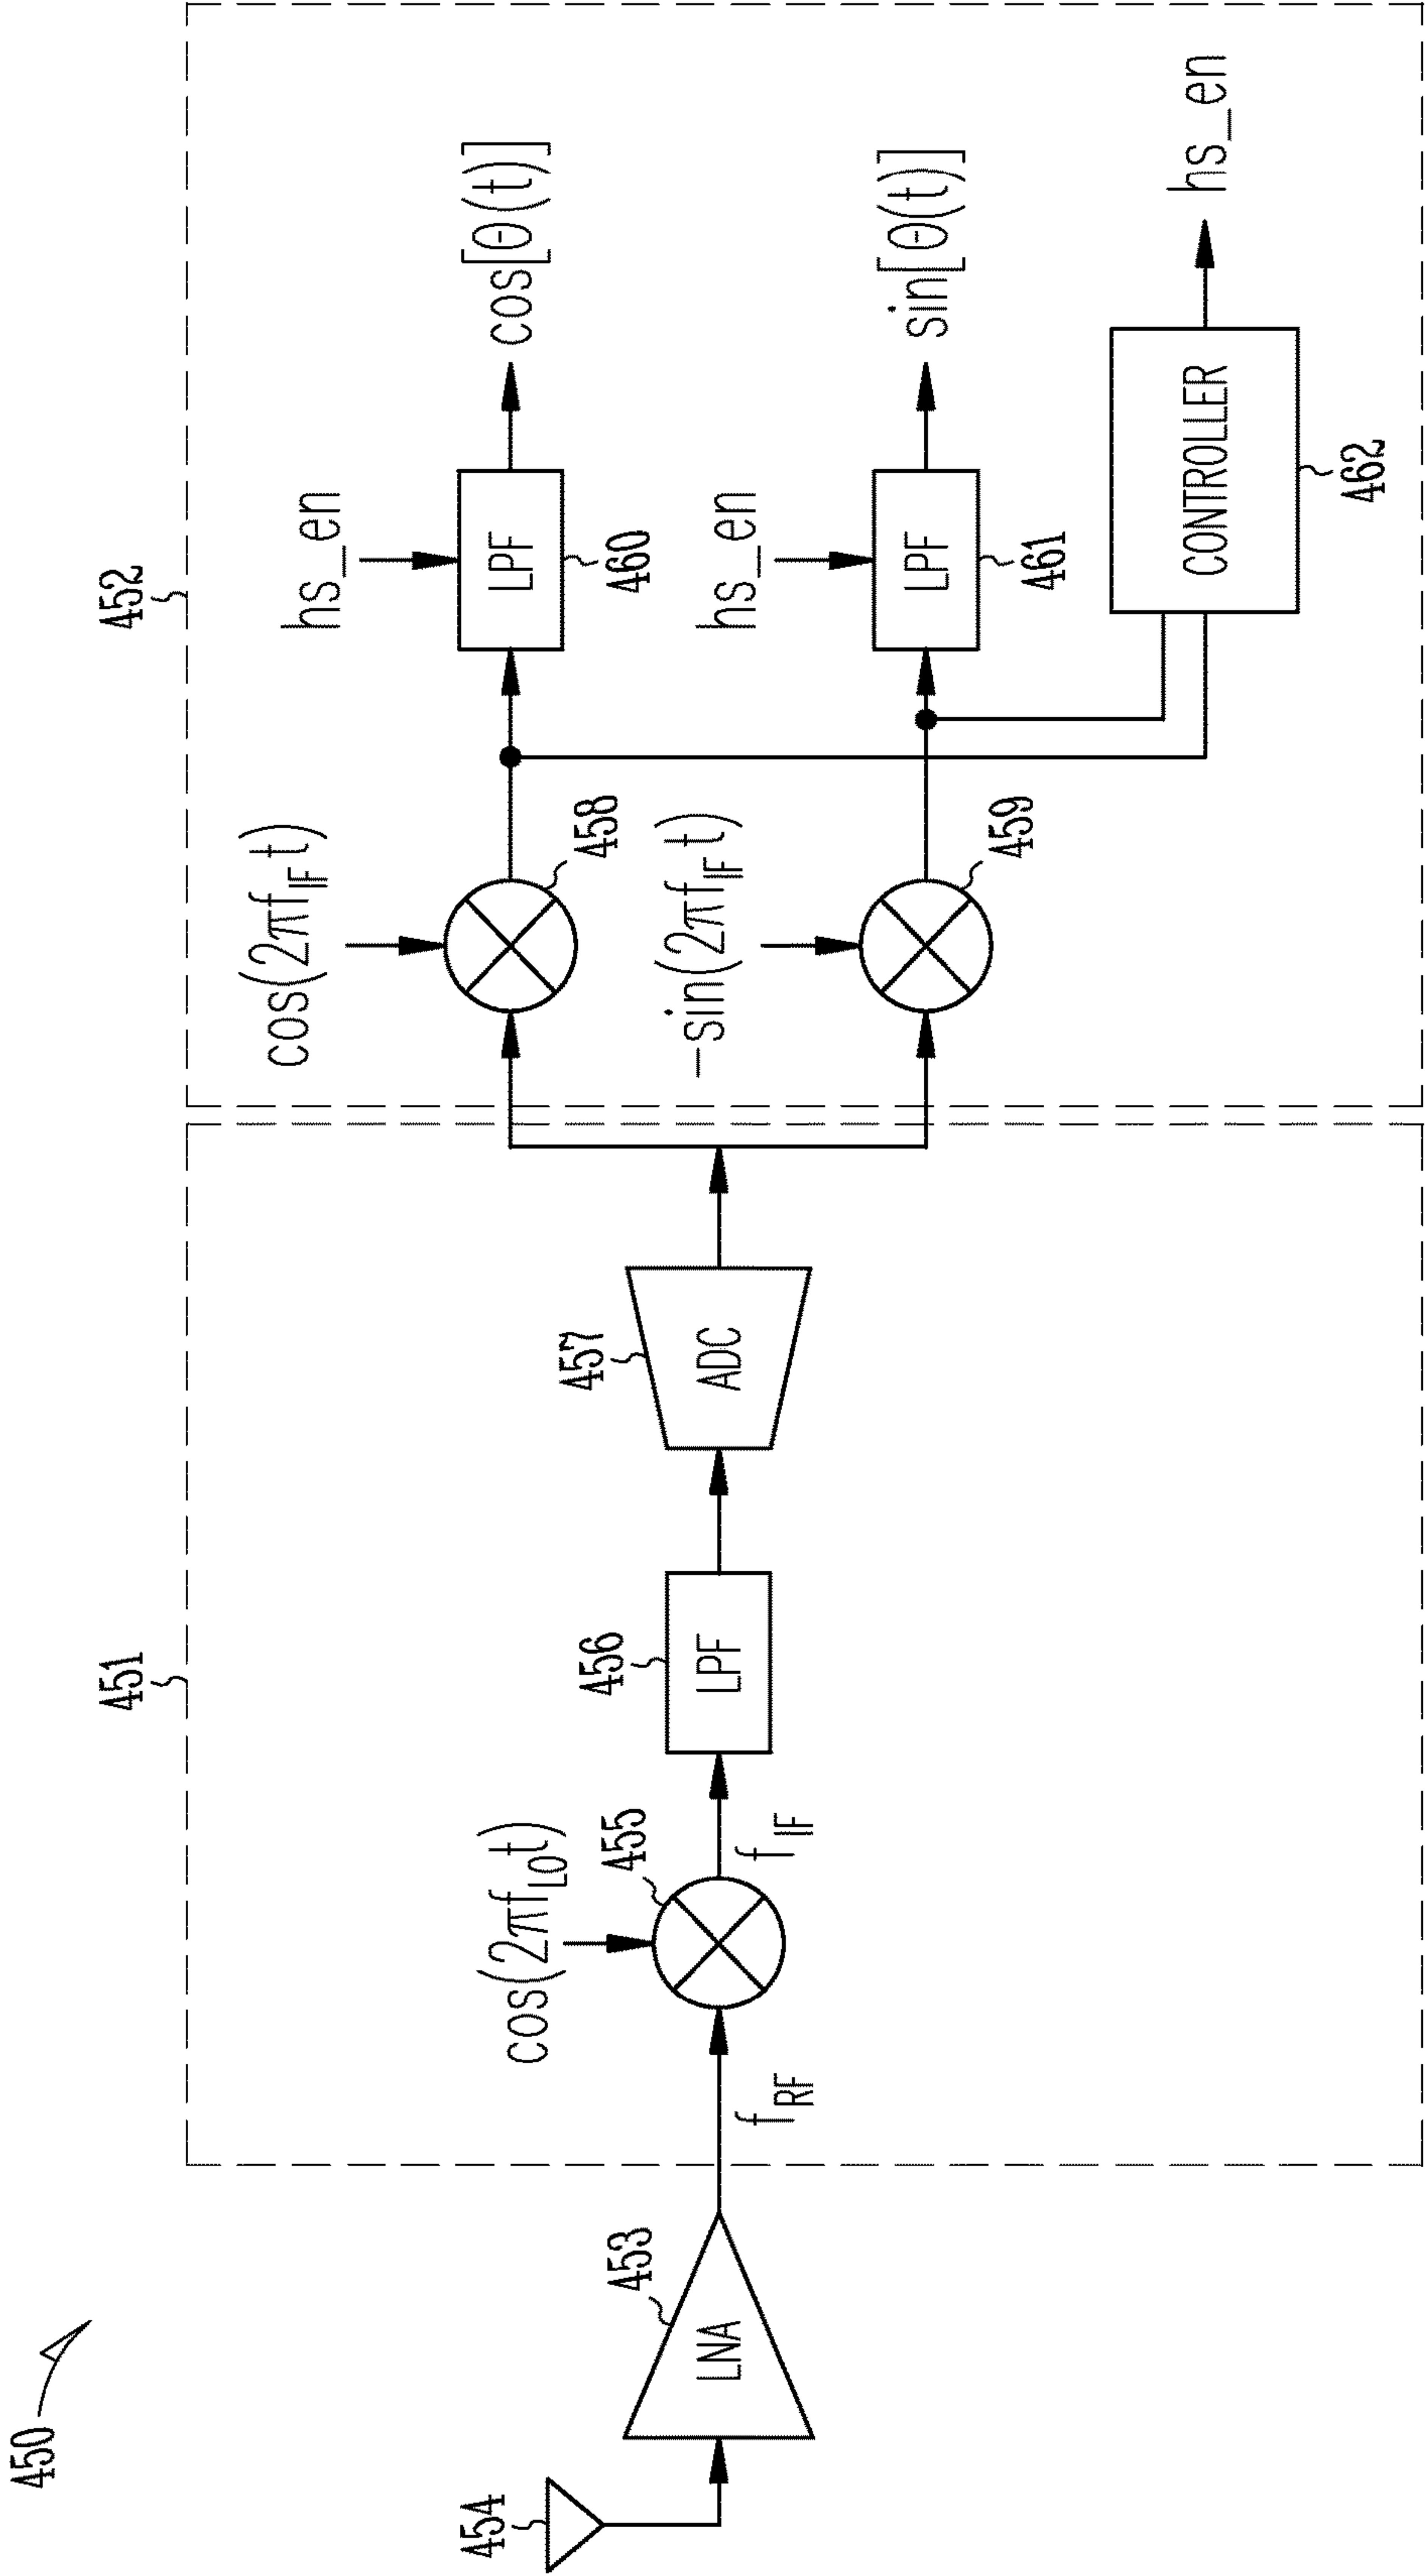 450
454
453
LNA
451
f_RF
cos(2πf_LO t)
455
f_IF
456
LPF
457
ADC
452
cos(2πf_IF t)
458
hs_en
LPF
460
cos[θ(t)]
-sin(2πf_IF t)
459
hs_en
LPF
461
sin[θ(t)]
CONTROLLER
462
hs_en